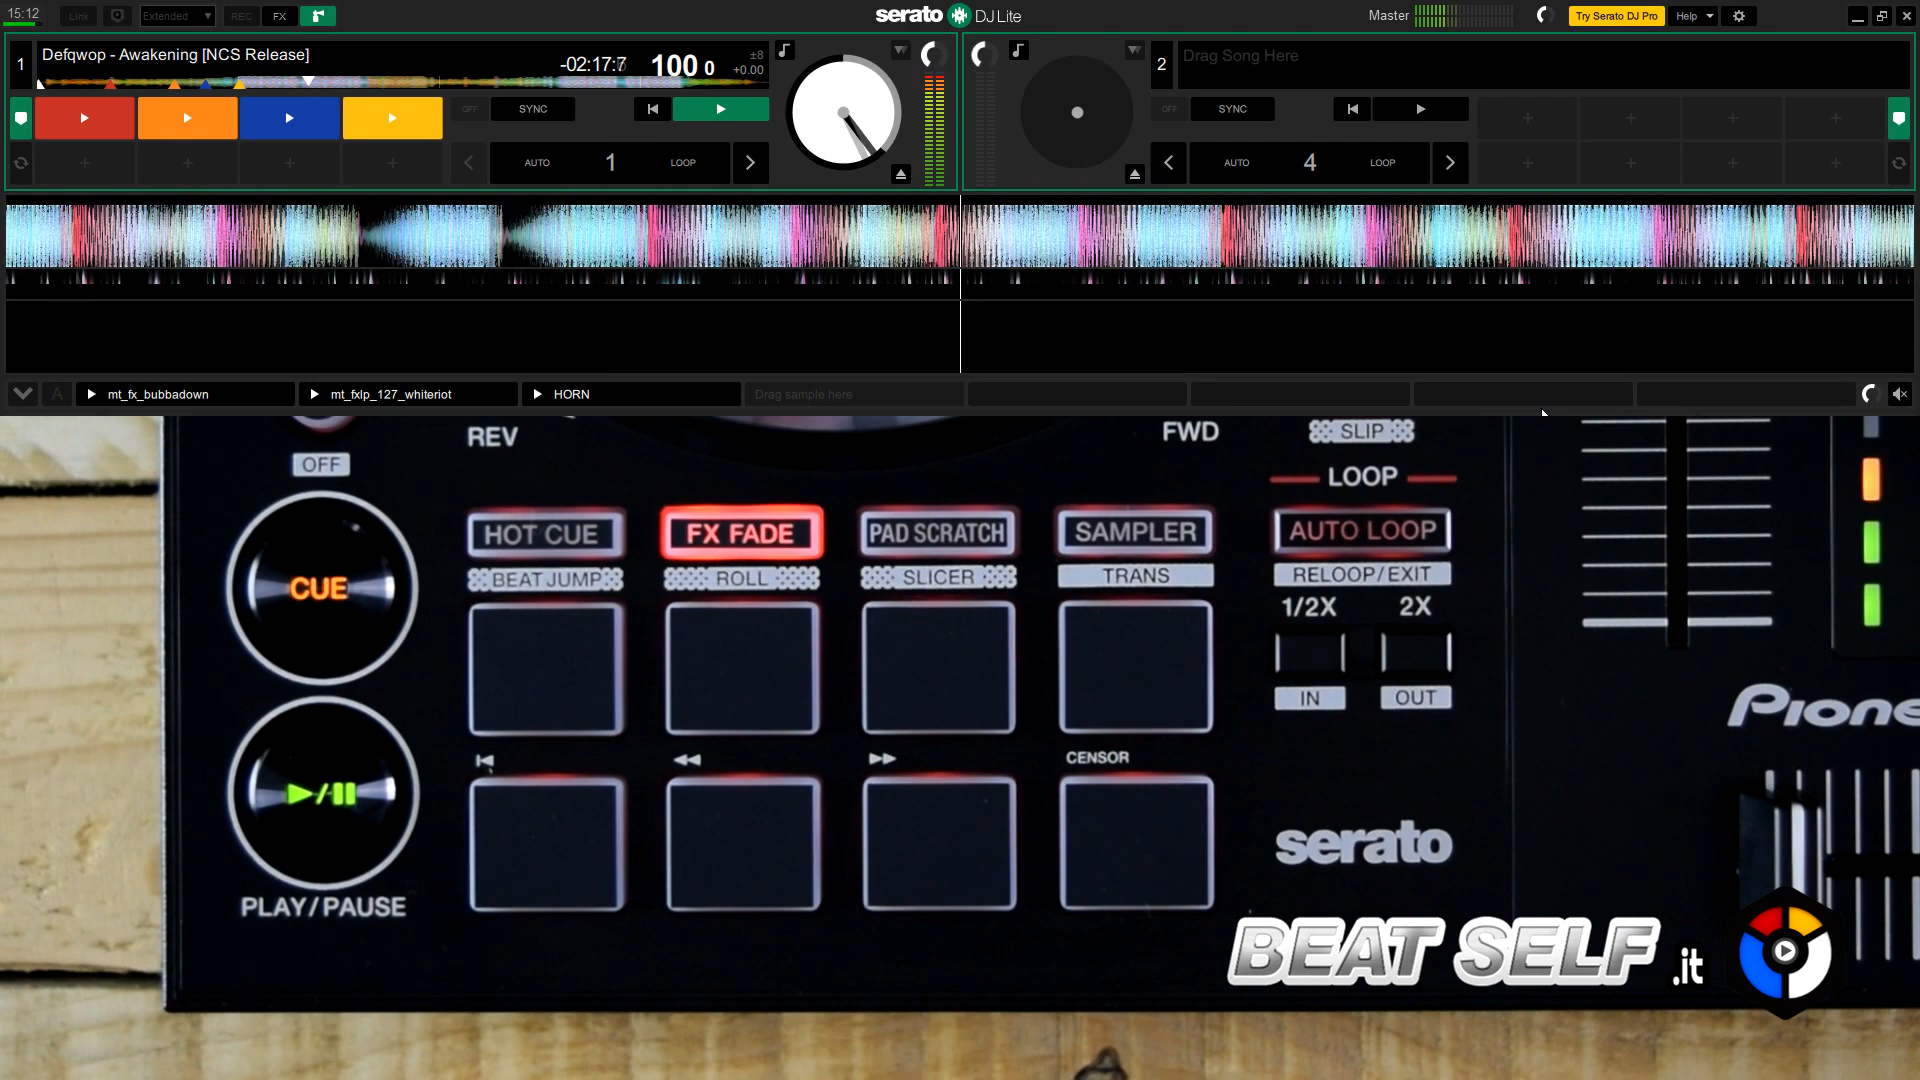 15:12 Link Extended REC FX serato DJ Lite Master Try Serato DJ Pro Help
1 Defqwop - Awakening [NCS Release] -02:17:7 100 0 ±8 +0.00
2 Drag Song Here
OFF SYNC
AUTO 1 LOOP
OFF SYNC
AUTO 4 LOOP
A mt_fx_bubbadown mt_fxlp_127_whiteriot HORN Drag sample here
REV FWD SLIP
OFF LOOP
HOT CUE FX FADE PAD SCRATCH SAMPLER AUTO LOOP
BEAT JUMP ROLL SLICER TRANS RELOOP/EXIT
CUE 1/2X 2X
IN OUT
CENSOR
PLAY/PAUSE
serato
BEAT SELF .it